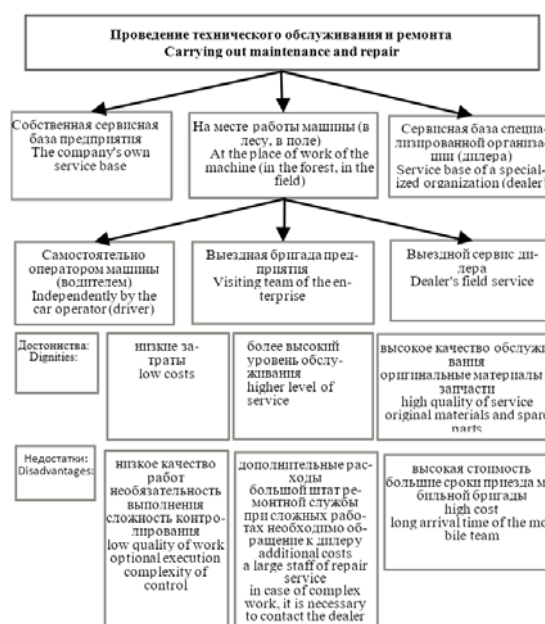 Проведение технического обслуживания и ремонта
Carrying out maintenance and repair
Собственная сервисная
база предприятия
The company's own
service base
На месте работы машины (в
лесу, в поле)
At the place of work of the
machine (in the forest, in the
field)
Сервисная база специа-
лизированной организа-
ции (дилера)
Service base of a special-
ized organization (dealer)
Самостоятельно
оператором машины
(водителем)
Independently by the
car operator (driver)
Выездная бригада пред-
приятия
Visiting team of the en-
terprise
Выездной сервис ди-
лера
Dealer's field service
Достоинства:
Dignities:
низкие за-
траты
low costs
более высокий
уровень обслу-
живания
higher level of
service
высокое качество обслужи
вания
оригинальные материалы
запчасти
high quality of service
original materials and spare
parts
Недостатки:
Disadvantages:
низкое качество
работ
необязательность
выполнения
сложность контро-
лирования
low quality of work
optional execution
complexity of
control
дополнительные рас-
ходы
большой штат ре-
монтной службы
при сложных рабо-
тах необходимо об-
ращение к дилеру
additional costs
a large staff of repair
service
in case of complex
work, it is necessary
to contact the dealer
высокая стоимость
большие сроки приезда мо
бильной бригады
high cost
long arrival time of the mo
bile team